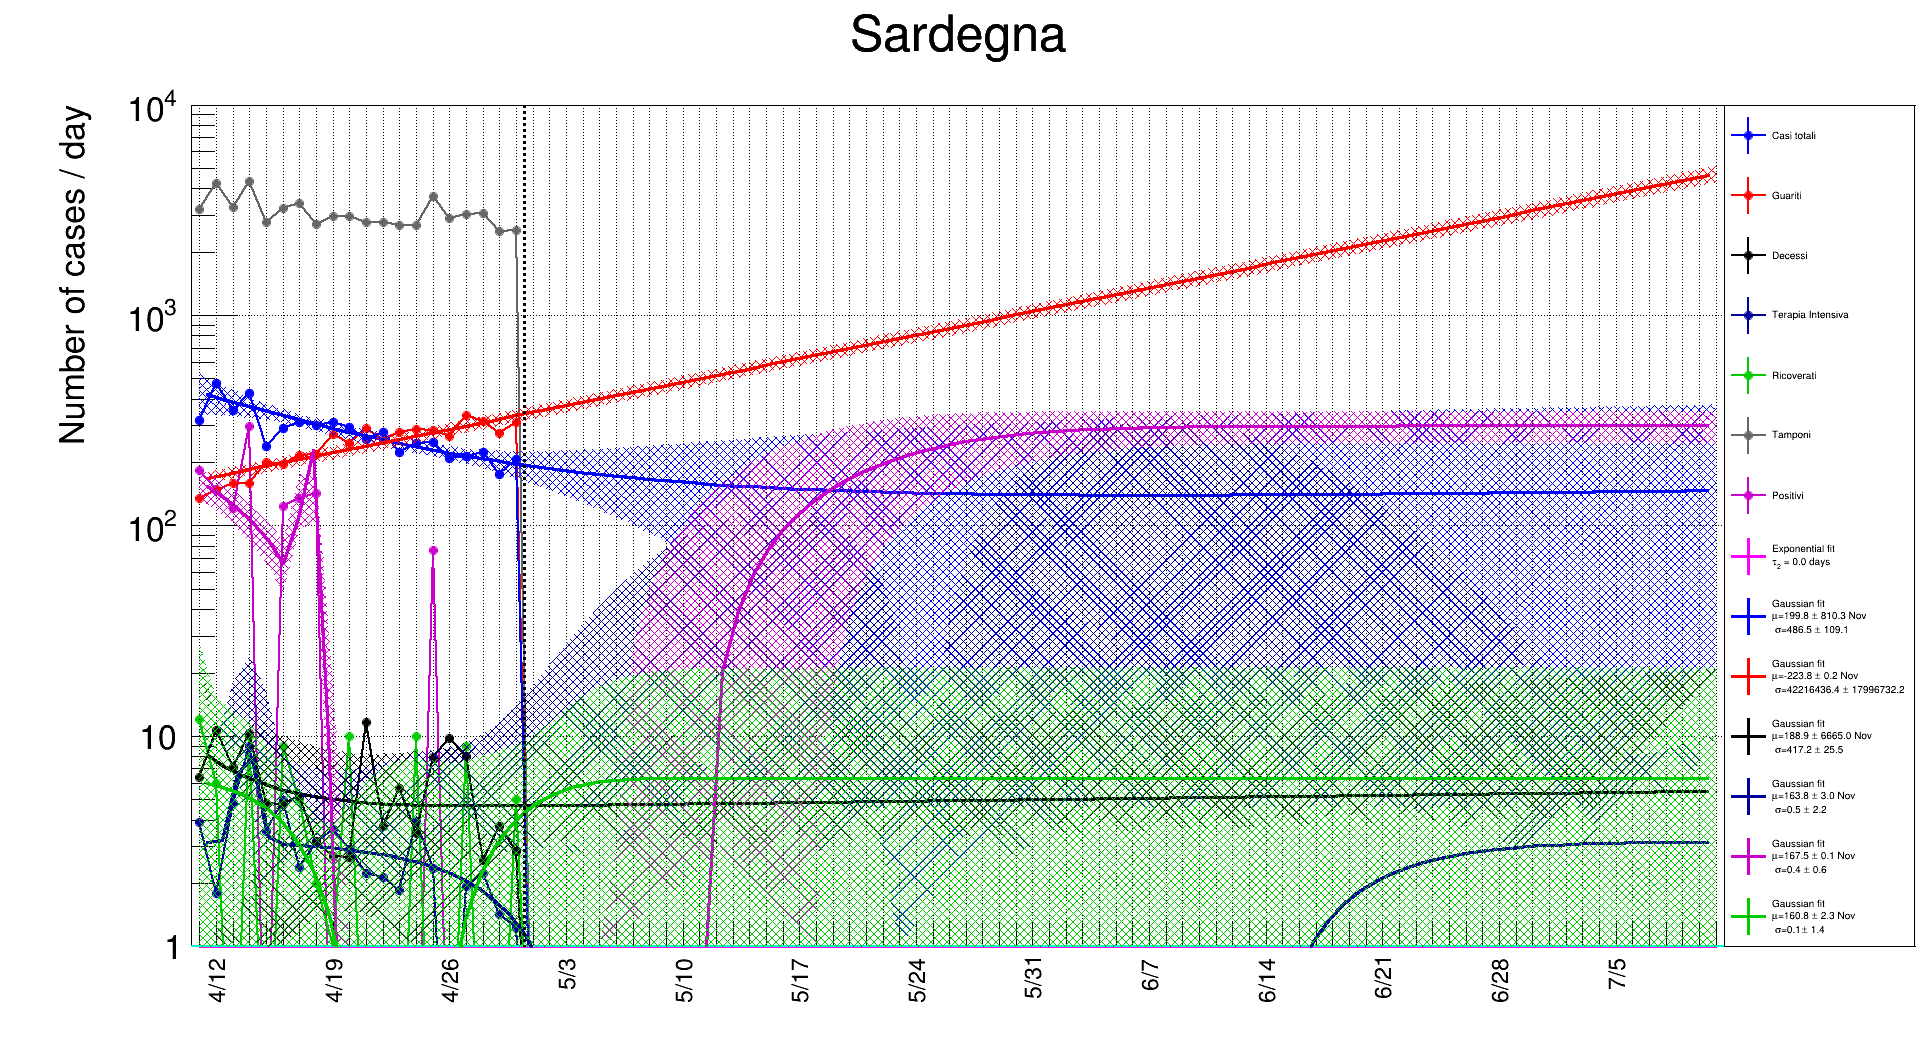 Sardegna
Number of cases / day
10^4
10^3
10^2
10
1
4/12
4/19
4/26
5/3
5/10
5/17
5/24
5/31
6/7
6/14
6/21
6/28
7/5
Casi totali
Guariti
Decessi
Terapia Intensiva
Ricoverati
Tamponi
Positivi
Exponential fit
τ₂ = 0.0 days
Gaussian fit
μ=199.8 ± 810.3 Nov
σ=486.5 ± 109.1
Gaussian fit
μ=-223.8 ± 0.2 Nov
σ=42216436.4 ± 17996732.2
Gaussian fit
μ=188.9 ± 6665.0 Nov
σ=417.2 ± 25.5
Gaussian fit
μ=163.8 ± 3.0 Nov
σ=0.5 ± 2.2
Gaussian fit
μ=167.5 ± 0.1 Nov
σ=0.4 ± 0.6
Gaussian fit
μ=160.8 ± 2.3 Nov
σ=0.1 ± 1.4